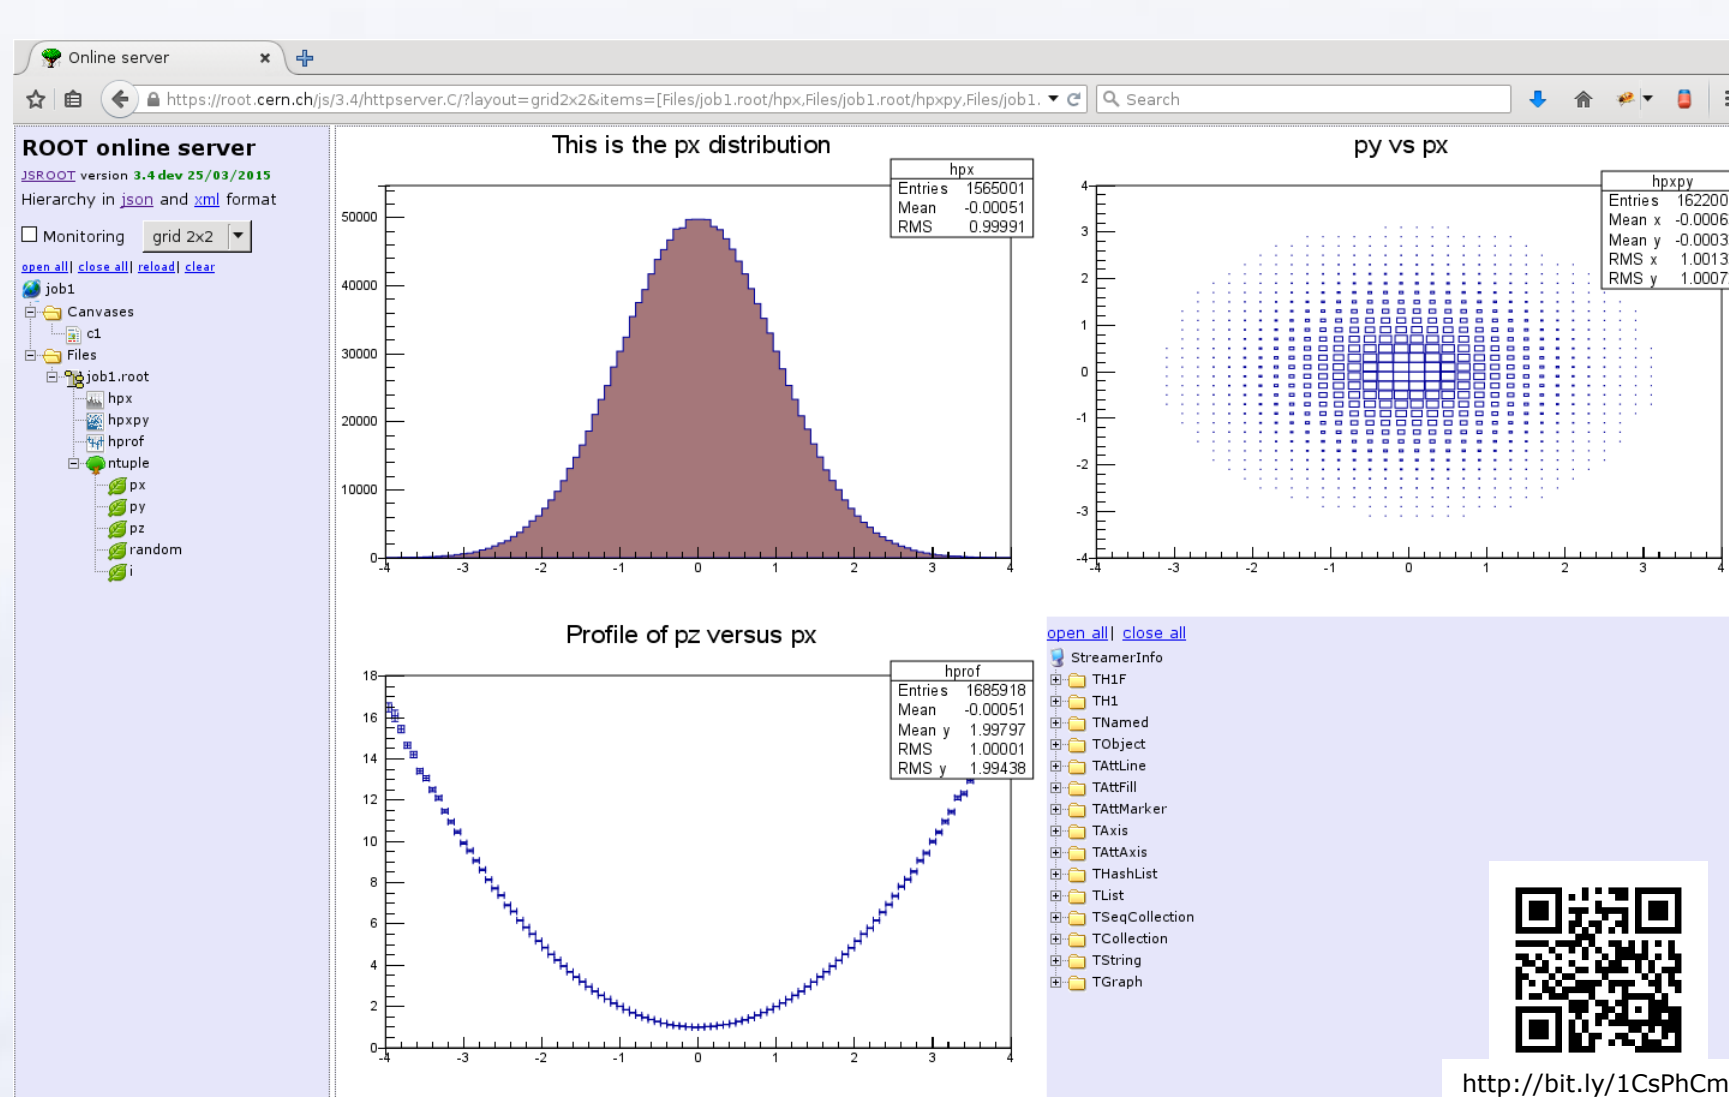 Online server
https://root.cern.ch/js/3.4/httpserver.C/?layout=grid2x2&items=[Files/job1.root/hpx,Files/job1.root/hpxpy,Files/job1.
Search
ROOT online server
JSROOT version 3.4 dev 25/03/2015
Hierarchy in json and xml format
Monitoring grid 2x2
open all| close all| reload| clear
job1
Canvases
c1
Files
job1.root
hpx
hpxpy
hprof
ntuple
px
py
pz
random
i
This is the px distribution
hpx
Entries 1565001
Mean -0.00051
RMS 0.99991
50000
40000
30000
20000
10000
0
-4 -3 -2 -1 0 1 2 3 4
py vs px
hpxpy
Entries 162200
Mean x -0.0006
Mean y -0.0003
RMS x 1.0013
RMS y 1.0007
4
3
2
1
0
-1
-2
-3
-4
-4 -3 -2 -1 0 1 2 3 4
Profile of pz versus px
hprof
Entries 1685918
Mean -0.00051
Mean y 1.99797
RMS 1.00001
RMS y 1.99438
18
16
14
12
10
8
6
4
2
0
-4 -3 -2 -1 0 1 2 3 4
open all| close all
StreamerInfo
TH1F
TH1
TNamed
TObject
TAttLine
TAttFill
TAttMarker
TAxis
TAttAxis
THashList
TList
TSeqCollection
TCollection
TString
TGraph
http://bit.ly/1CsPhCm